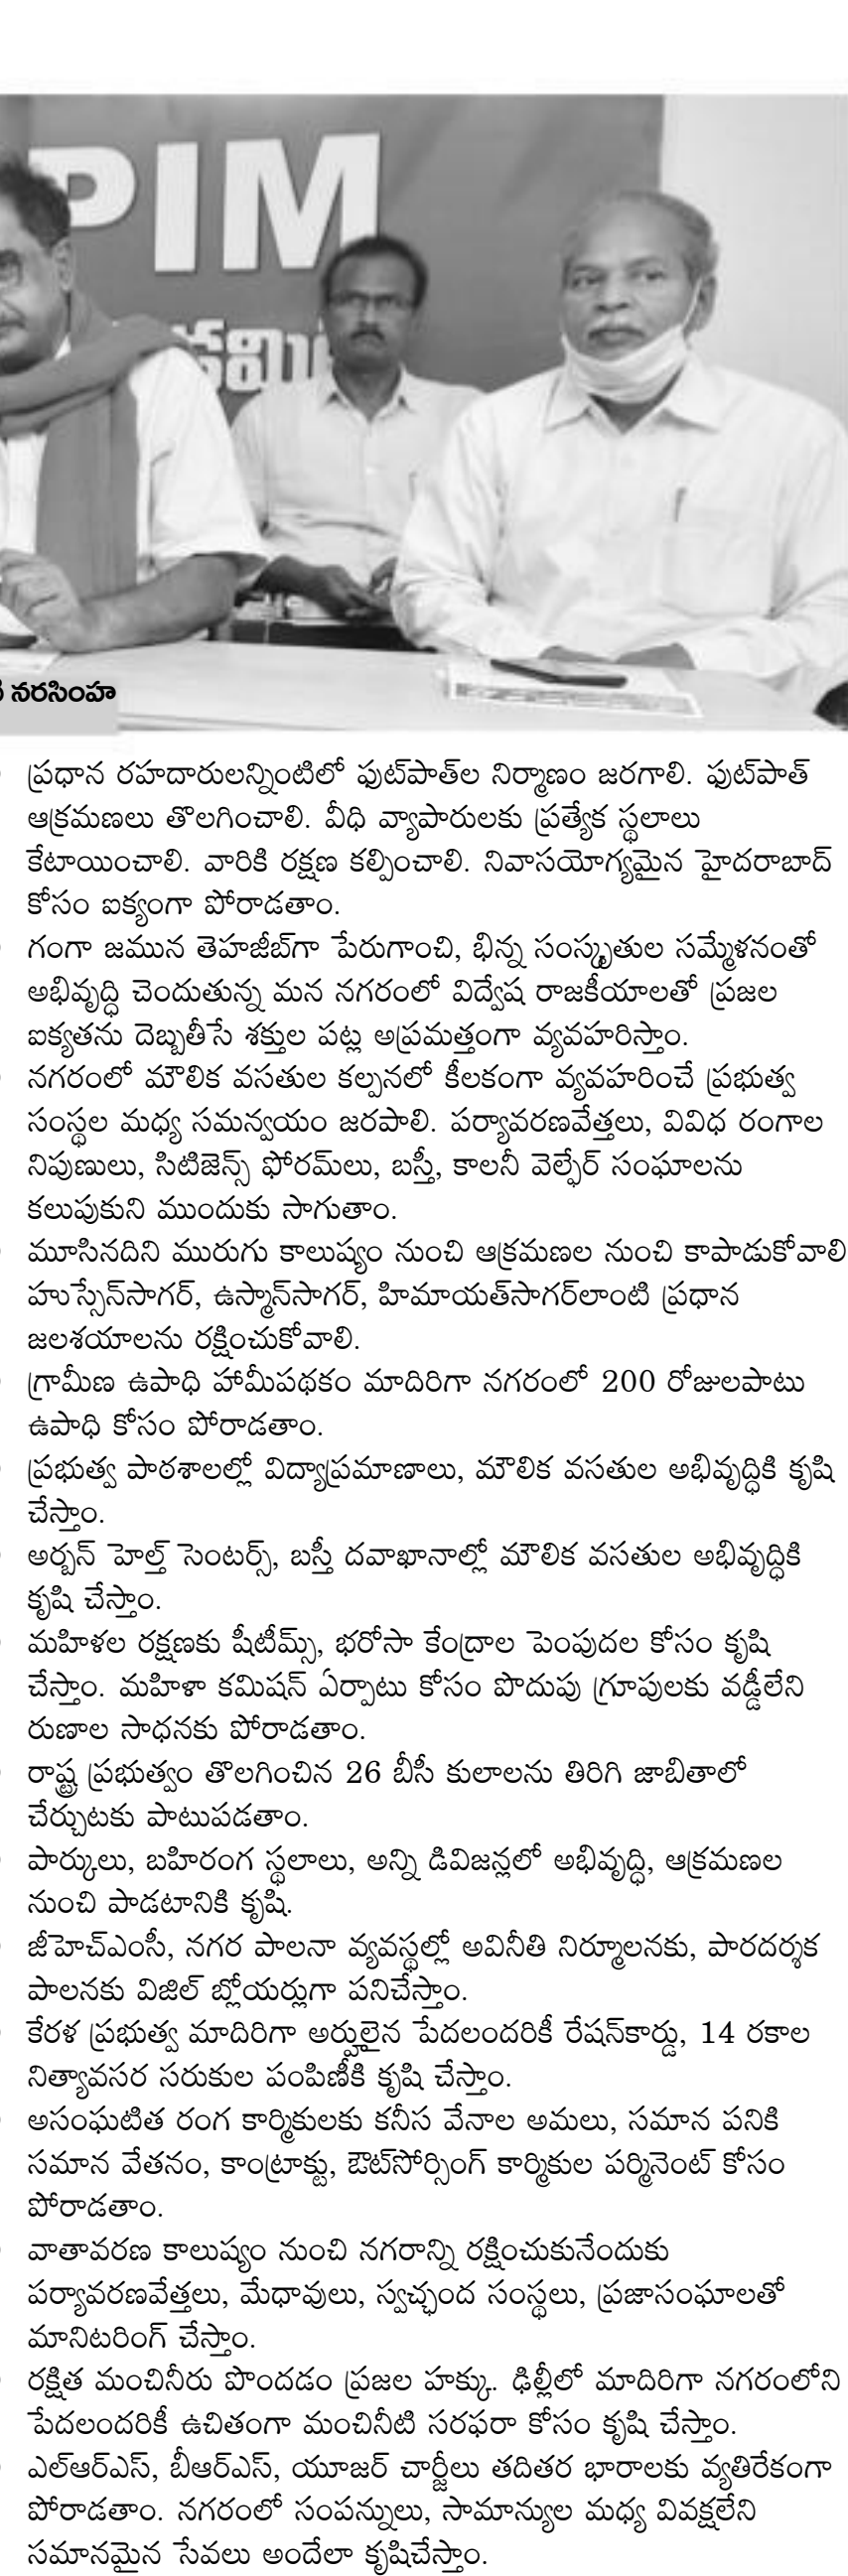 PIM
నరసింహ
ప్రధాన రహదారులన్నింటిలో ఫుట్‌పాత్‌ల నిర్మాణం జరగాలి. ఫుట్‌పాత్
ఆక్రమణలు తొలగించాలి. వీధి వ్యాపారులకు ప్రత్యేక స్థలాలు
కేటాయించాలి. వారికి రక్షణ కల్పించాలి. నివాసయోగ్యమైన హైదరాబాద్
కోసం ఐక్యంగా పోరాడతాం.
గంగా జమున తెహజీబ్‌గా పేరుగాంచి, భిన్న సంస్కృతుల సమ్మేళనంతో
అభివృద్ధి చెందుతున్న మన నగరంలో విద్వేష రాజకీయాలతో ప్రజల
ఐక్యతను దెబ్బతీసే శక్తుల పట్ల అప్రమత్తంగా వ్యవహరిస్తాం.
నగరంలో మౌలిక వసతుల కల్పనలో కీలకంగా వ్యవహరించే ప్రభుత్వ
సంస్థల మధ్య సమన్వయం జరపాలి. పర్యావరణవేత్తలు, వివిధ రంగాల
నిపుణులు, సిటిజెన్స్ ఫోరమ్‌లు, బస్తీ, కాలనీ వెల్ఫేర్ సంఘాలను
కలుపుకుని ముందుకు సాగుతాం.
మూసినదిని మురుగు కాలుష్యం నుంచి ఆక్రమణల నుంచి కాపాడుకోవాలి
హుస్సేన్‌సాగర్, ఉస్మాన్‌సాగర్, హిమాయత్‌సాగర్‌లాంటి ప్రధాన
జలశయాలను రక్షించుకోవాలి.
గ్రామీణ ఉపాధి హామీపథకం మాదిరిగా నగరంలో 200 రోజులపాటు
ఉపాధి కోసం పోరాడతాం.
ప్రభుత్వ పాఠశాలల్లో విద్యాప్రమాణాలు, మౌలిక వసతుల అభివృద్ధికి కృషి
చేస్తాం.
అర్బన్ హెల్త్ సెంటర్స్, బస్తీ దవాఖానాల్లో మౌలిక వసతుల అభివృద్ధికి
కృషి చేస్తాం.
మహిళల రక్షణకు షీటీమ్స్, భరోసా కేంద్రాల పెంపుదల కోసం కృషి
చేస్తాం. మహిళా కమిషన్ ఏర్పాటు కోసం పొదుపు గ్రూపులకు వడ్డీలేని
రుణాల సాధనకు పోరాడతాం.
రాష్ట్ర ప్రభుత్వం తొలగించిన 26 బీసీ కులాలను తిరిగి జాబితాలో
చేర్చుటకు పాటుపడతాం.
పార్కులు, బహిరంగ స్థలాలు, అన్ని డివిజన్లలో అభివృద్ధి, ఆక్రమణల
నుంచి పాడటానికి కృషి.
జీహెచ్ఎంసీ, నగర పాలనా వ్యవస్థల్లో అవినీతి నిర్మూలనకు, పారదర్శక
పాలనకు విజిల్ బ్లోయర్లుగా పనిచేస్తాం.
కేరళ ప్రభుత్వ మాదిరిగా అర్హులైన పేదలందరికీ రేషన్‌కార్డు, 14 రకాల
నిత్యావసర సరుకుల పంపిణీకి కృషి చేస్తాం.
అసంఘటిత రంగ కార్మికులకు కనీస వేనాల అమలు, సమాన పనికి
సమాన వేతనం, కాంట్రాక్టు, ఔట్‌సోర్సింగ్ కార్మికుల పర్మినెంట్ కోసం
పోరాడతాం.
వాతావరణ కాలుష్యం నుంచి నగరాన్ని రక్షించుకునేందుకు
పర్యావరణవేత్తలు, మేధావులు, స్వచ్ఛంద సంస్థలు, ప్రజాసంఘాలతో
మానిటరింగ్ చేస్తాం.
రక్షిత మంచినీరు పొందడం ప్రజల హక్కు. ఢిల్లీలో మాదిరిగా నగరంలోని
పేదలందరికీ ఉచితంగా మంచినీటి సరఫరా కోసం కృషి చేస్తాం.
ఎల్ఆర్ఎస్, బీఆర్ఎస్, యూజర్ చార్జీలు తదితర భారాలకు వ్యతిరేకంగా
పోరాడతాం. నగరంలో సంపన్నులు, సామాన్యుల మధ్య వివక్షలేని
సమానమైన సేవలు అందేలా కృషిచేస్తాం.